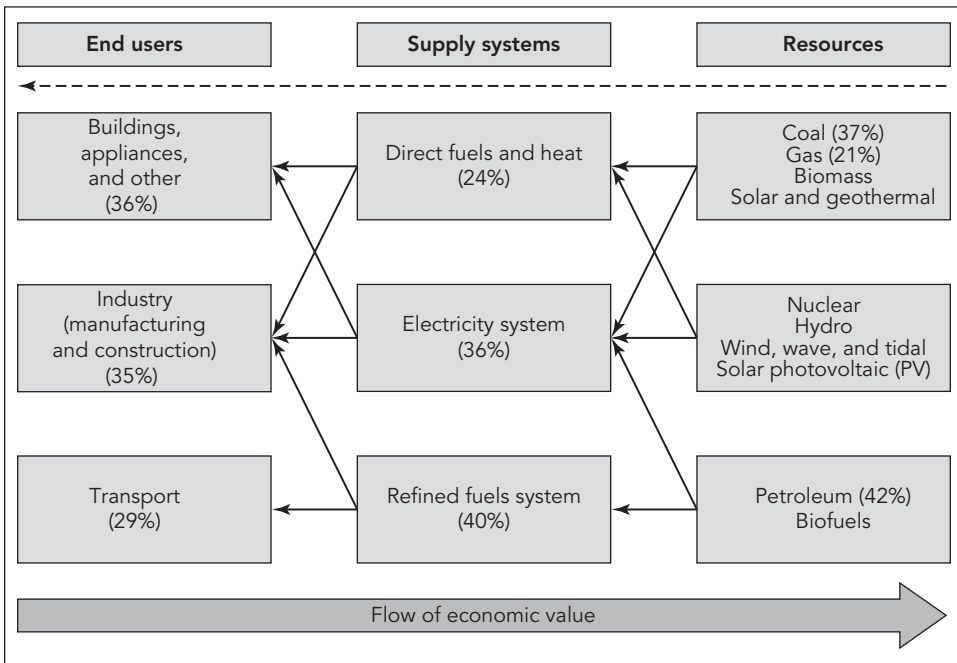 End users
Supply systems
Resources
Buildings,
appliances,
and other
(36%)
Direct fuels and heat
(24%)
Coal (37%)
Gas (21%)
Biomass
Solar and geothermal
Industry
(manufacturing
and construction)
(35%)
Electricity system
(36%)
Nuclear
Hydro
Wind, wave, and tidal
Solar photovoltaic (PV)
Transport
(29%)
Refined fuels system
(40%)
Petroleum (42%)
Biofuels
Flow of economic value